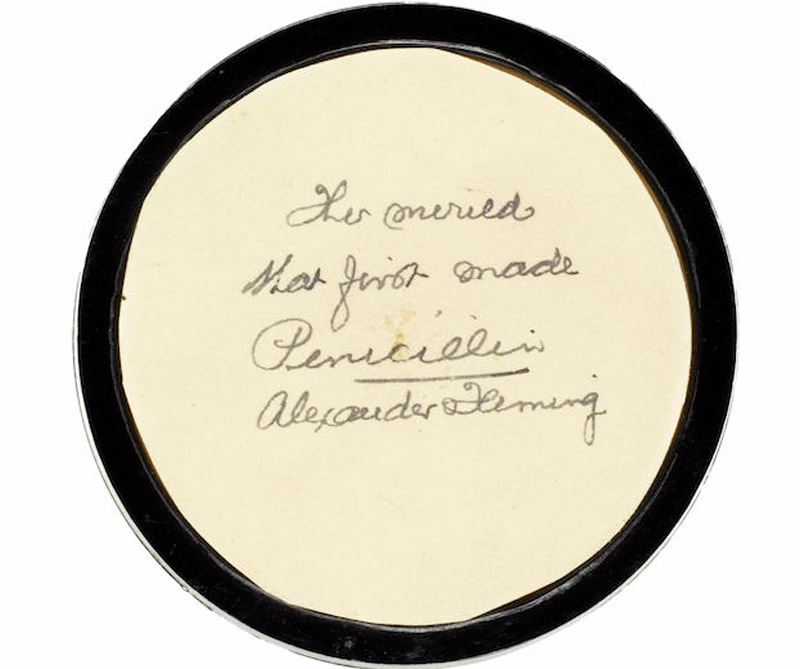 The mould
that first made
Penicillin
Alexander Fleming